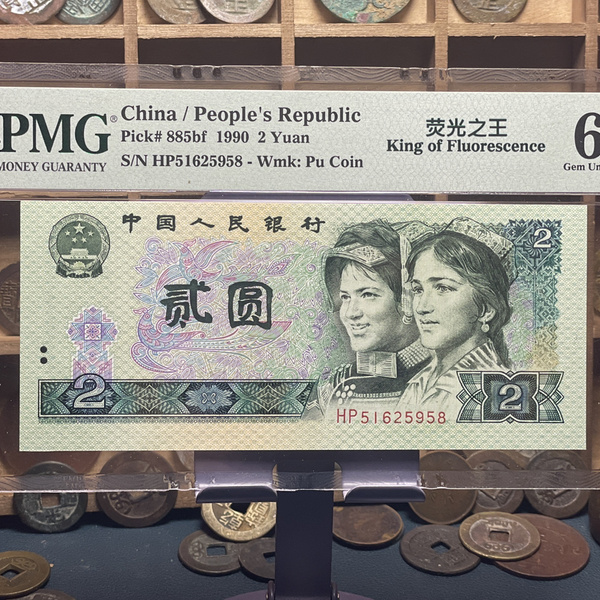 PMG®
MONEY GUARANTY
China / People's Republic
Pick# 885bf 1990 2 Yuan
S/N HP51625958 - Wmk: Pu Coin
荧光之王
King of Fluorescence
6
Gem Un
中国人民银行
2
贰圆
2
2
HP51625958